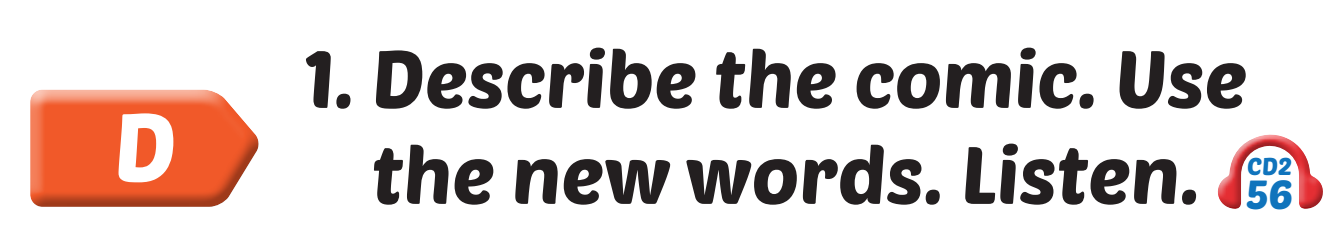 D
1. Describe the comic. Use
the new words. Listen.
CD2
56